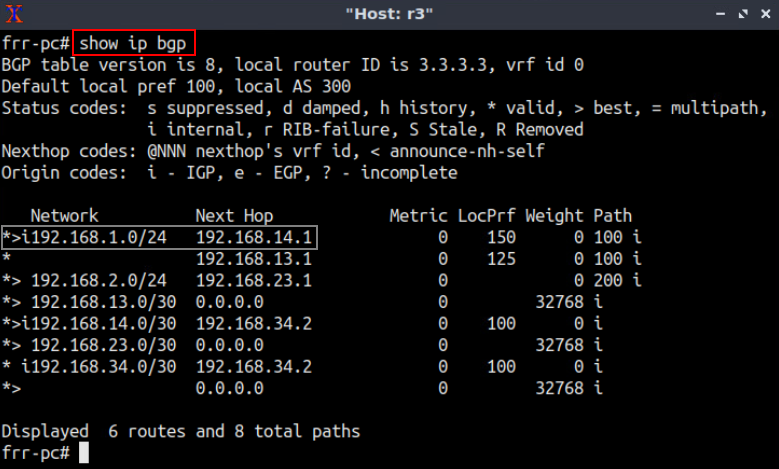 "Host: r3"
frr-pc# show ip bgp
BGP table version is 8, local router ID is 3.3.3.3, vrf id 0
Default local pref 100, local AS 300
Status codes:  s suppressed, d damped, h history, * valid, > best, = multipath,
               i internal, r RIB-failure, S Stale, R Removed
Nexthop codes: @NNN nexthop's vrf id, < announce-nh-self
Origin codes:  i - IGP, e - EGP, ? - incomplete

   Network          Next Hop            Metric LocPrf Weight Path
*>i192.168.1.0/24   192.168.14.1             0    150      0 100 i
*                   192.168.13.1             0    125      0 100 i
*> 192.168.2.0/24   192.168.23.1             0             0 200 i
*> 192.168.13.0/30  0.0.0.0                  0         32768 i
*>i192.168.14.0/30  192.168.34.2             0    100      0 i
*> 192.168.23.0/30  0.0.0.0                  0         32768 i
* i192.168.34.0/30  192.168.34.2             0    100      0 i
*>                  0.0.0.0                  0         32768 i

Displayed  6 routes and 8 total paths
frr-pc#